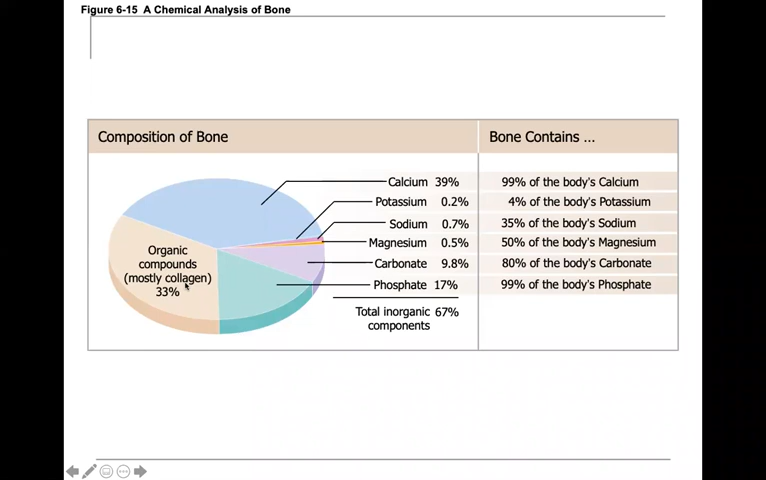 Figure 6-15 A Chemical Analysis of Bone
Composition of Bone
Bone Contains ...
Calcium 39%
99% of the body's Calcium
Potassium 0.2%
4% of the body's Potassium
Sodium 0.7%
35% of the body's Sodium
Magnesium 0.5%
50% of the body's Magnesium
Carbonate 9.8%
80% of the body's Carbonate
Phosphate 17%
99% of the body's Phosphate
Organic
compounds
(mostly collagen)
33%
Total inorganic 67%
components